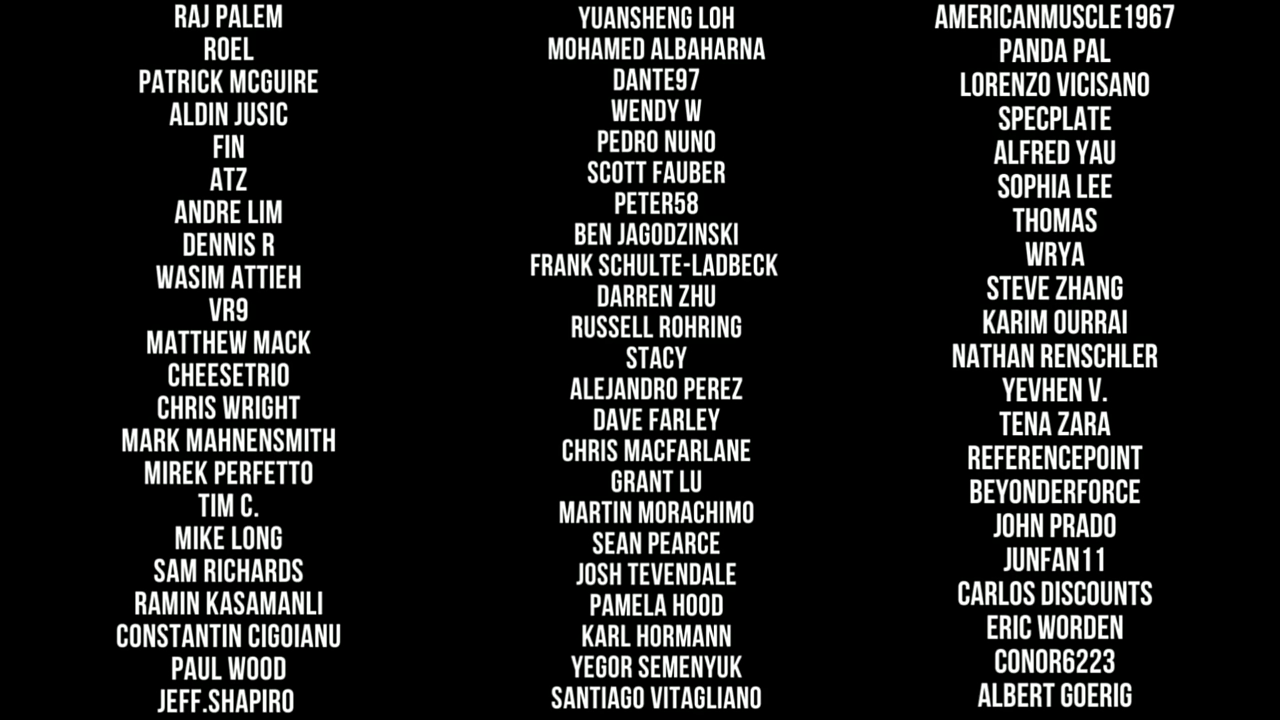 RAJ PALEM
ROEL
PATRICK MCGUIRE
ALDIN JUSIC
FIN
ATZ
ANDRE LIM
DENNIS R
WASIM ATTIEH
VR9
MATTHEW MACK
CHEESETRIO
CHRIS WRIGHT
MARK MAHNENSMITH
MIREK PERFETTO
TIM C.
MIKE LONG
SAM RICHARDS
RAMIN KASAMANLI
CONSTANTIN CIGOIANU
PAUL WOOD
JEFF.SHAPIRO
YUANSHENG LOH
MOHAMED ALBAHARNA
DANTE97
WENDY W
PEDRO NUNO
SCOTT FAUBER
PETER58
BEN JAGODZINSKI
FRANK SCHULTE-LADBECK
DARREN ZHU
RUSSELL ROHRING
STACY
ALEJANDRO PEREZ
DAVE FARLEY
CHRIS MACFARLANE
GRANT LU
MARTIN MORACHIMO
SEAN PEARCE
JOSH TEVENDALE
PAMELA HOOD
KARL HORMANN
YEGOR SEMENYUK
SANTIAGO VITAGLIANO
AMERICANMUSCLE1967
PANDA PAL
LORENZO VICISANO
SPECPLATE
ALFRED YAU
SOPHIA LEE
THOMAS
WRYA
STEVE ZHANG
KARIM OURRAI
NATHAN RENSCHLER
YEVHEN V.
TENA ZARA
REFERENCEPOINT
BEYONDERFORCE
JOHN PRADO
JUNFAN11
CARLOS DISCOUNTS
ERIC WORDEN
CONOR6223
ALBERT GOERIG